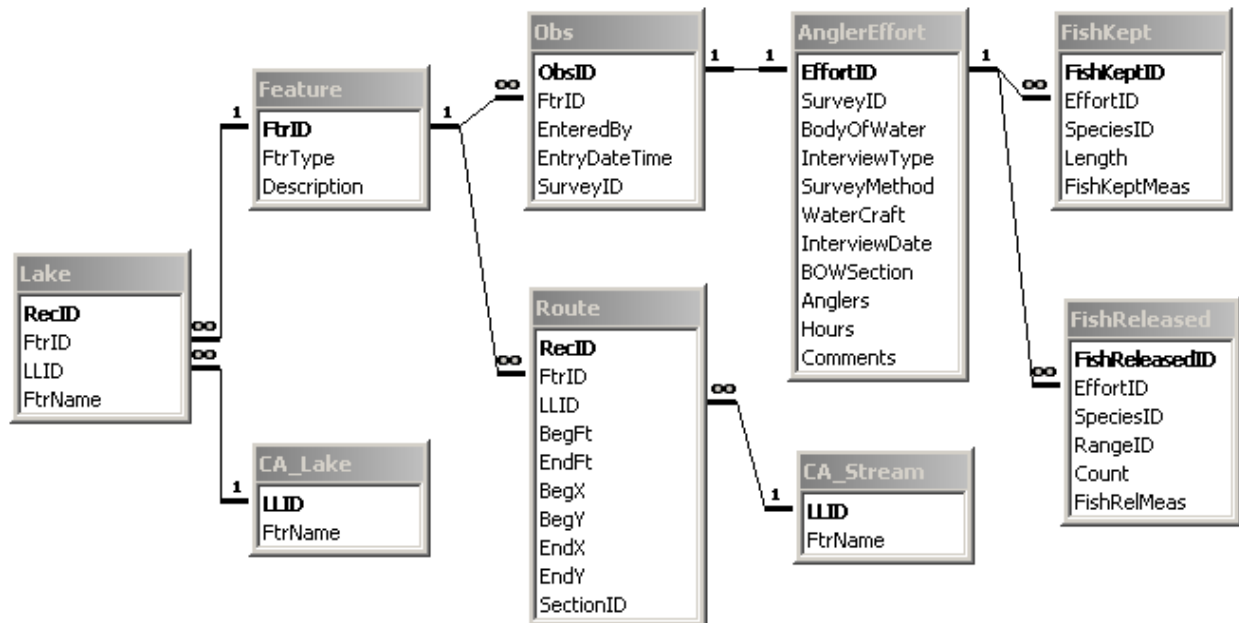 Obs
ObsID
FtrID
EnteredBy
EntryDateTime
SurveyID
AnglerEffort
EffortID
SurveyID
BodyOfWater
InterviewType
SurveyMethod
WaterCraft
InterviewDate
BOWSection
Anglers
Hours
Comments
FishKept
FishKeptID
EffortID
SpeciesID
Length
FishKeptMeas
Feature
FtrID
FtrType
Description
Lake
RecID
FtrID
LLID
FtrName
Route
RecID
FtrID
LLID
BegFt
EndFt
BegX
BegY
EndX
EndY
SectionID
FishReleased
FishReleasedID
EffortID
SpeciesID
RangeID
Count
FishRelMeas
CA_Lake
LLID
FtrName
CA_Stream
LLID
FtrName
1
∞
1
∞
1
1
1
∞
∞
∞
1
∞
∞
1